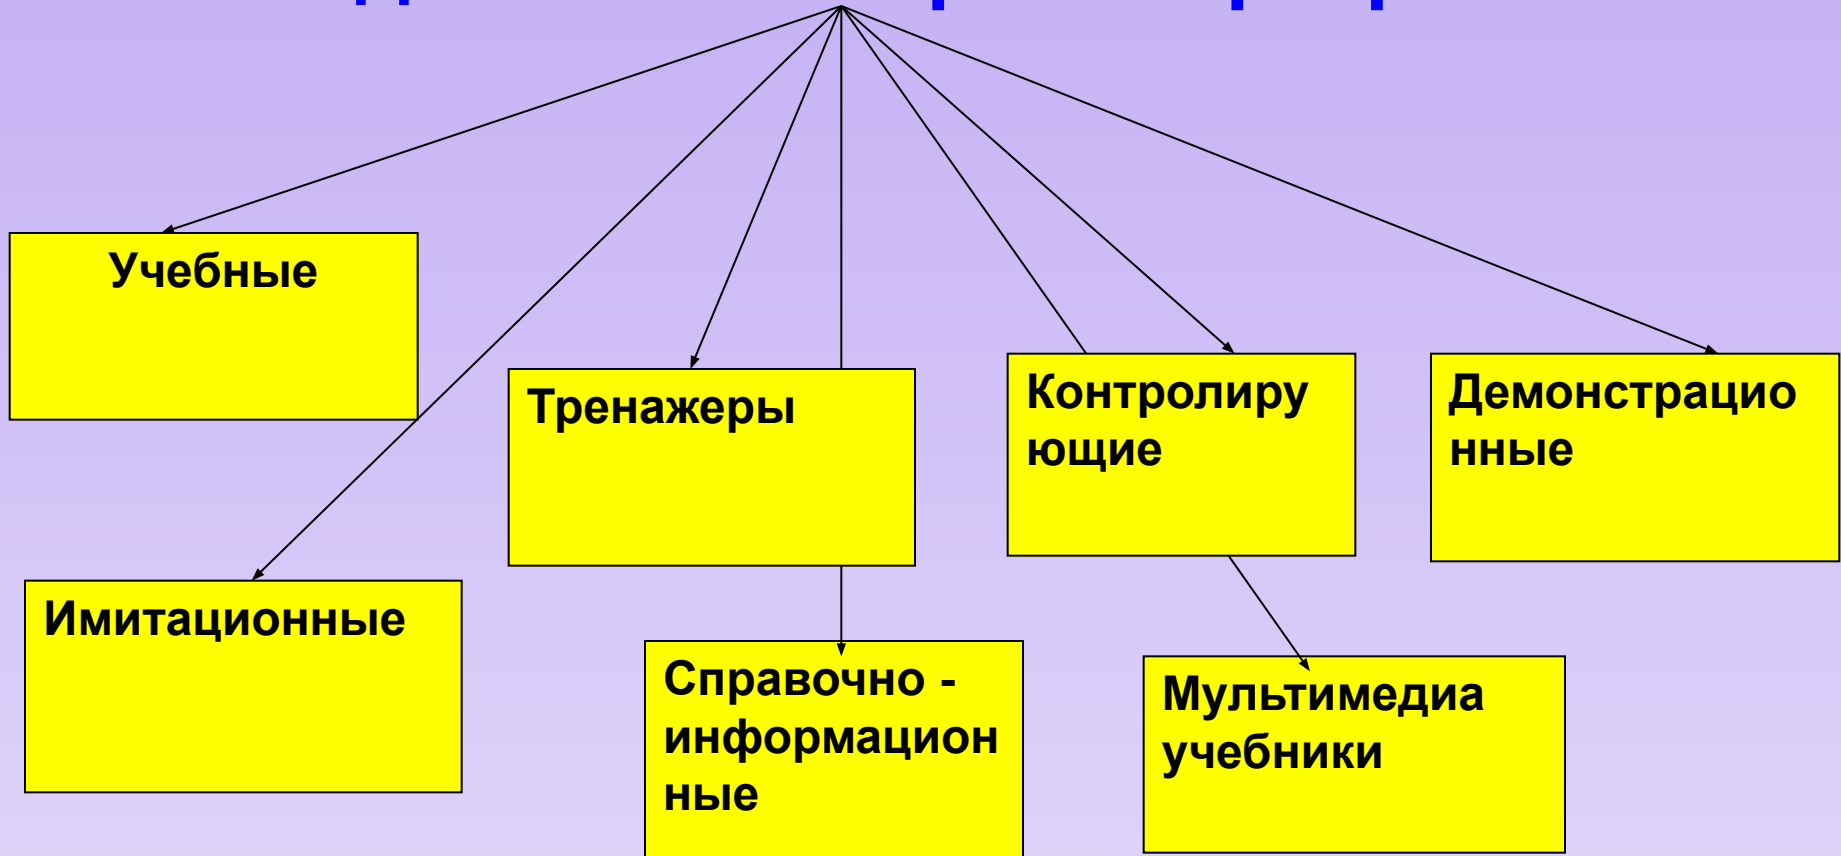 Учебные
Тренажеры
Контролиру
ющие
Демонстрацио
нные
Имитационные
Справочно -
информацион
ные
Мультимедиа
учебники